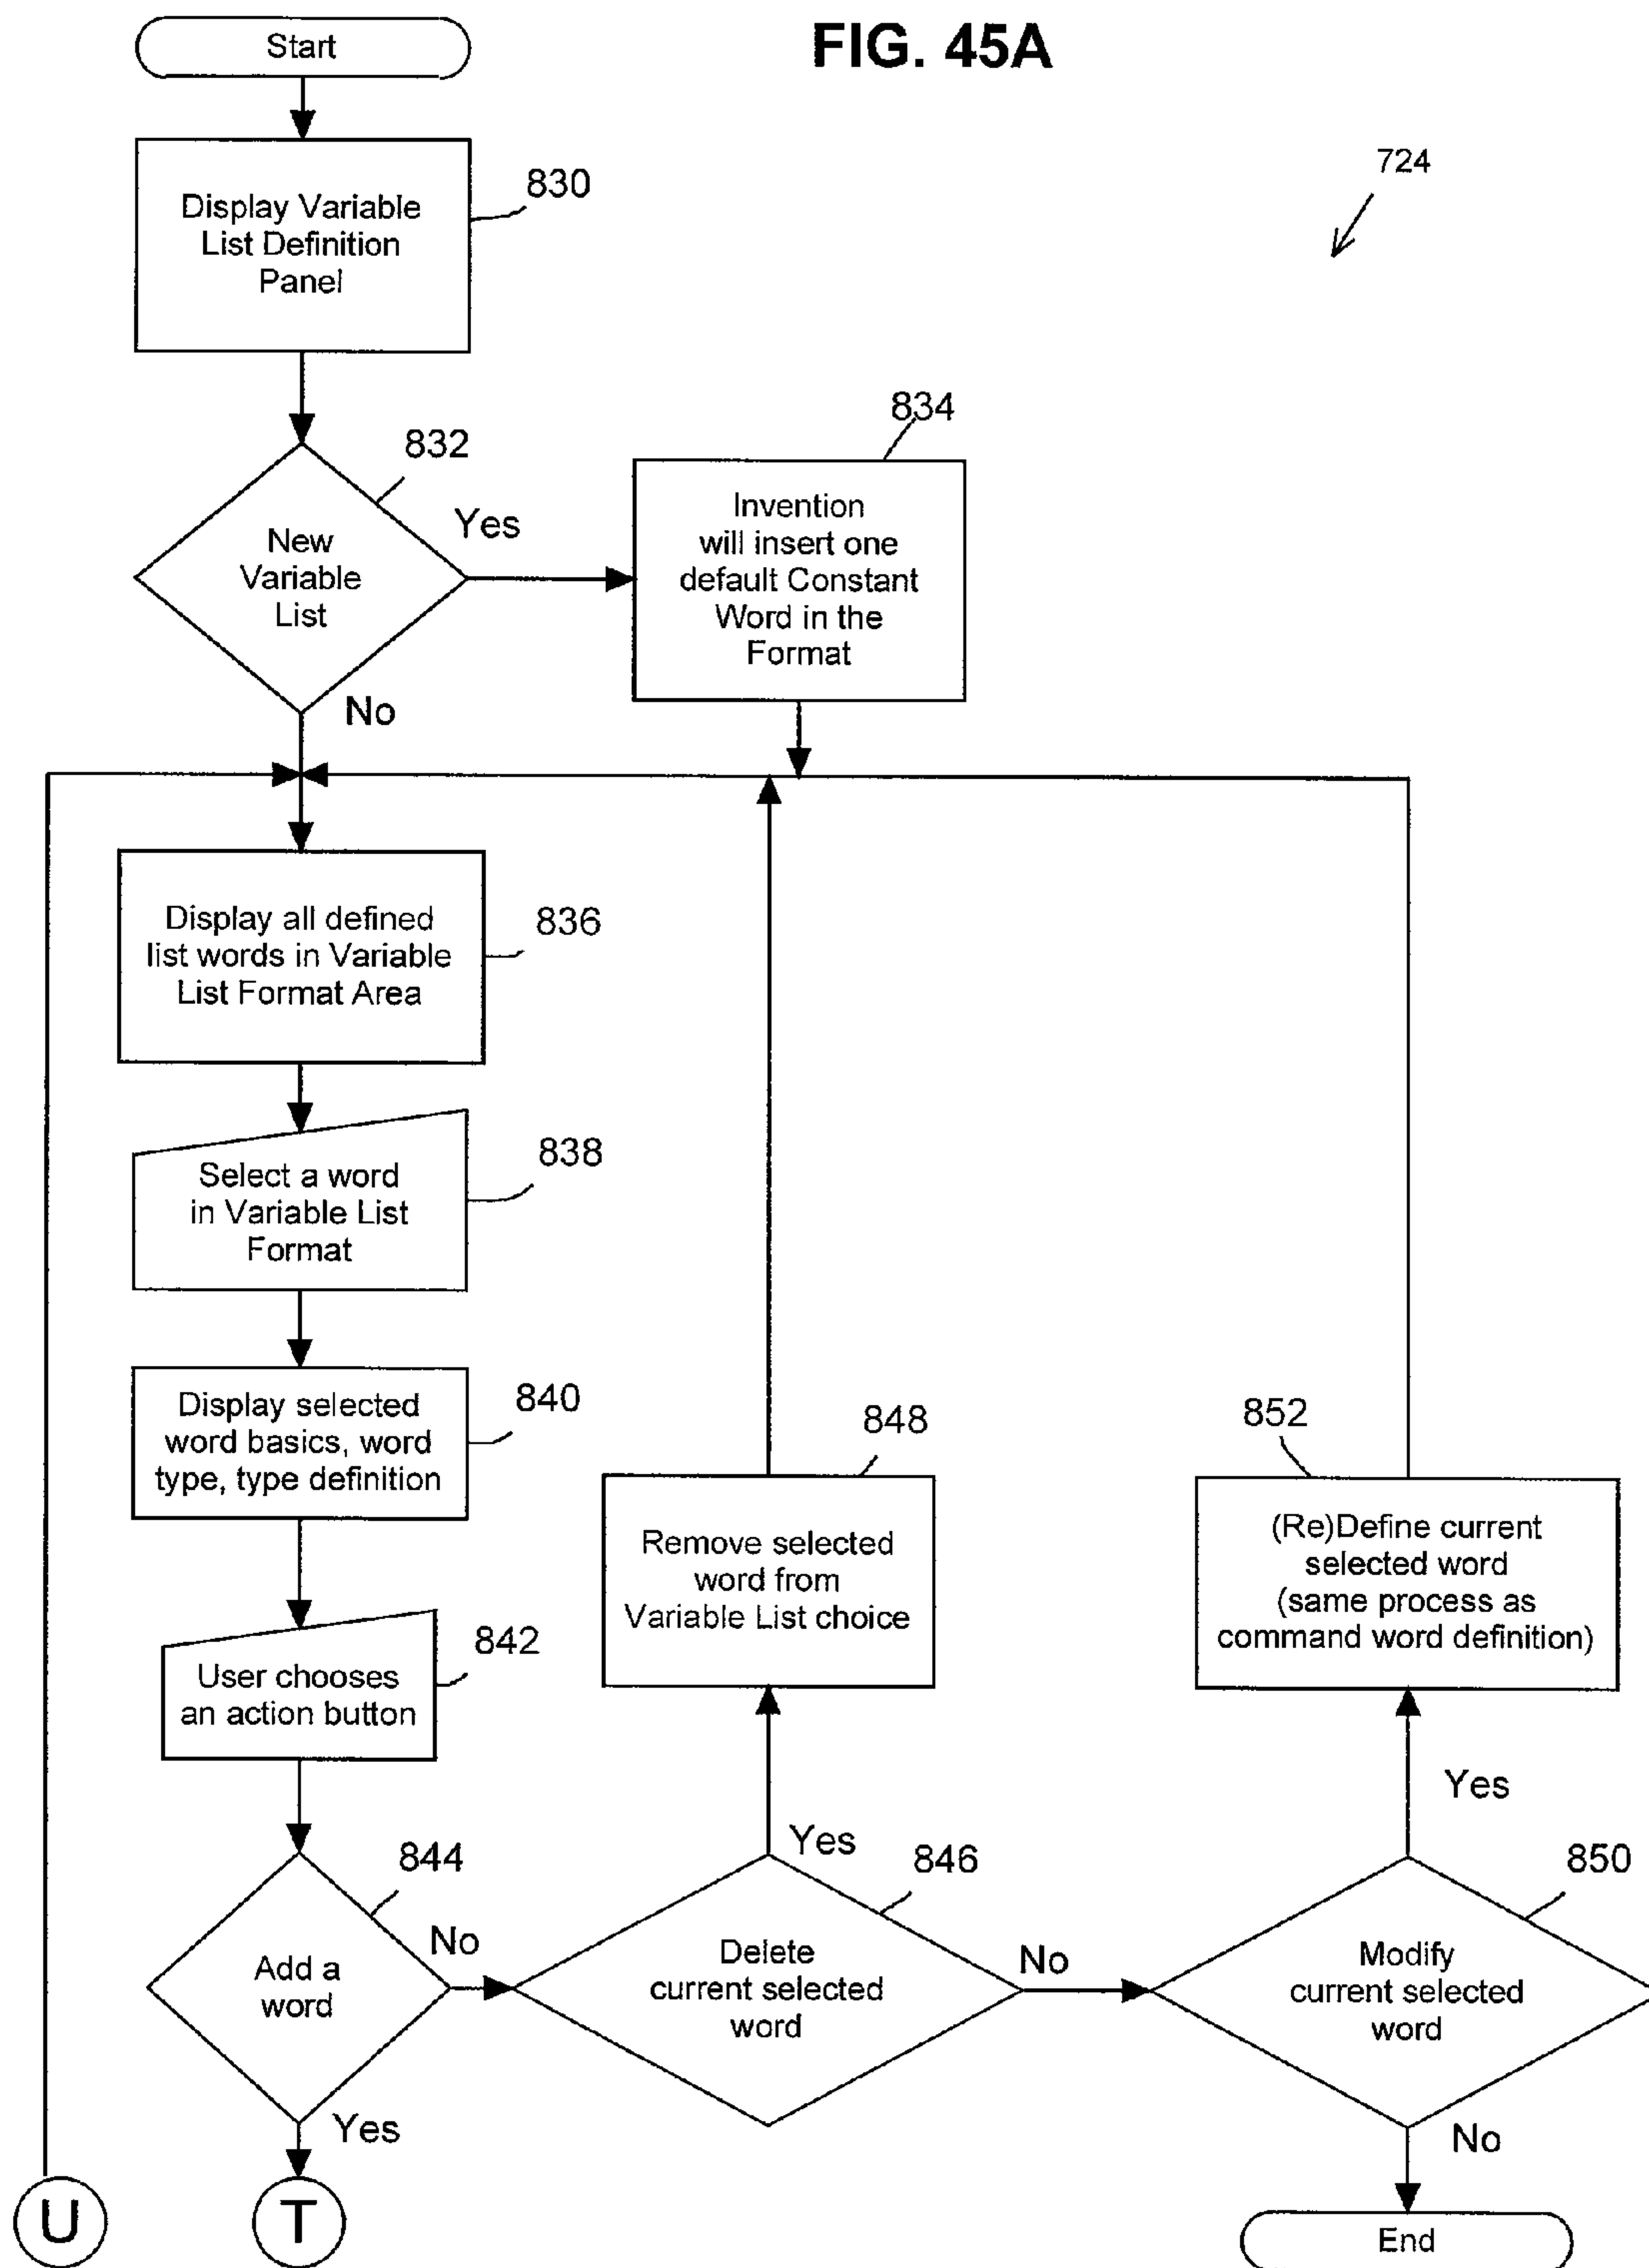 FIG. 45A
Start
724
Display Variable
List Definition
Panel
830
832
New
Variable
List
Yes
834
Invention
will insert one
default Constant
Word in the
Format
No
Display all defined
list words in Variable
List Format Area
836
Select a word
in Variable List
Format
838
Display selected
word basics, word
type, type definition
840
User chooses
an action button
842
844
Add a
word
No
Yes
846
Delete
current selected
word
Yes
848
Remove selected
word from
Variable List choice
No
850
Modify
current selected
word
Yes
852
(Re)Define current
selected word
(same process as
command word definition)
No
End
U
T